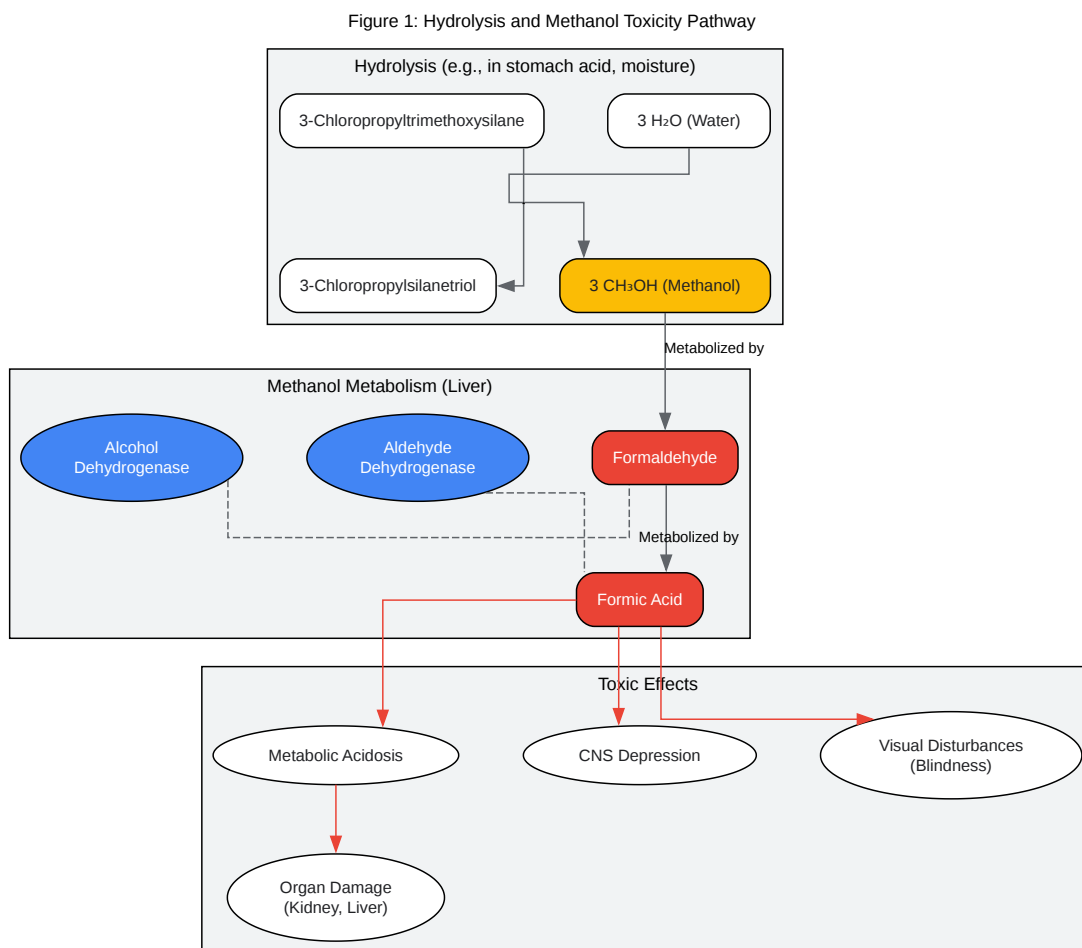 Figure 1: Hydrolysis and Methanol Toxicity Pathway
Hydrolysis (e.g., in stomach acid, moisture)
3-Chloropropyltrimethoxysilane
3 H₂O (Water)
3-Chloropropylsilanetriol
3 CH₃OH (Methanol)
Metabolized by
Methanol Metabolism (Liver)
Alcohol
Dehydrogenase
Aldehyde
Dehydrogenase
Formaldehyde
Metabolized by
Formic Acid
Toxic Effects
Metabolic Acidosis
CNS Depression
Visual Disturbances
(Blindness)
Organ Damage
(Kidney, Liver)